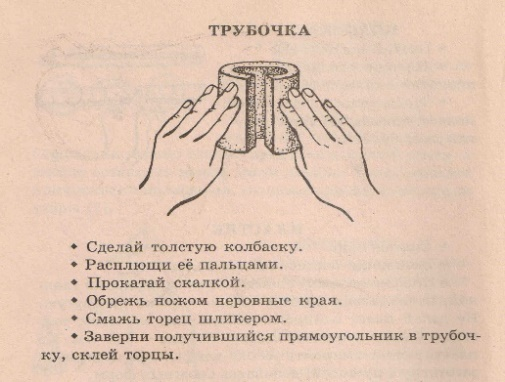 ТРУБОЧКА
• Сделай толстую колбаску.
• Расплющи её пальцами.
• Прокатай скалкой.
• Обрежь ножом неровные края.
• Смажь торец шликером.
• Заверни получившийся прямоугольник в трубоч-
ку, склей торцы.